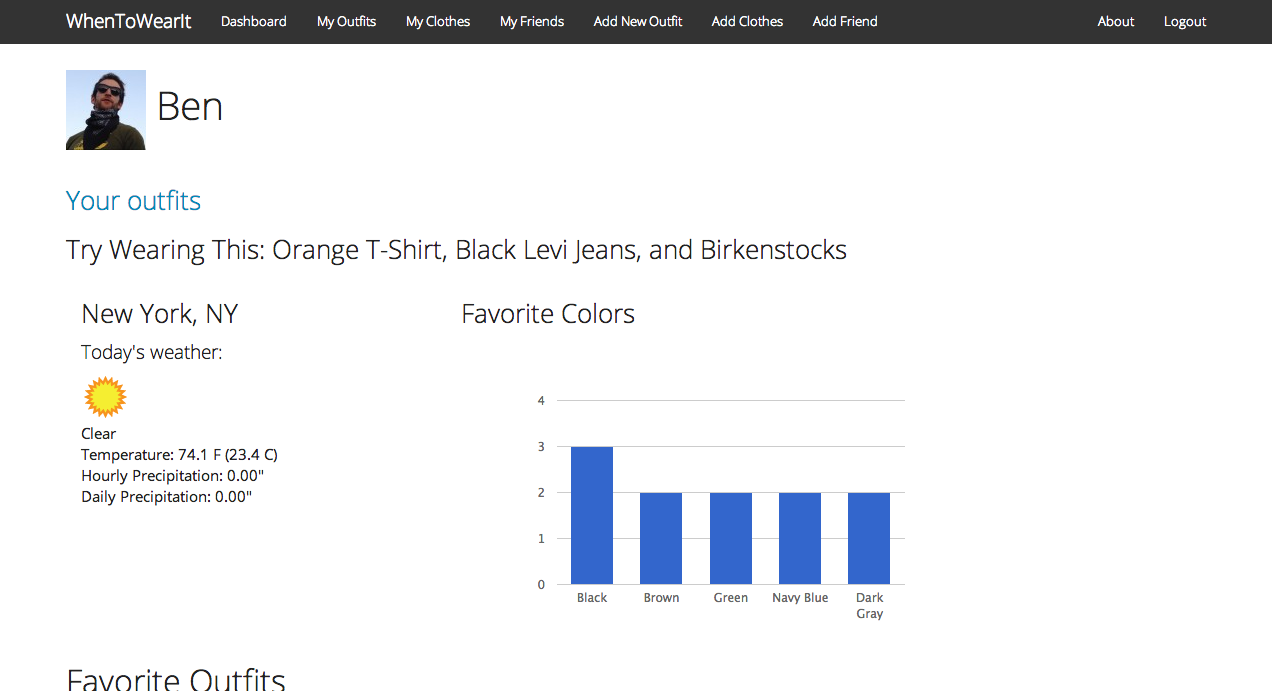 WhenToWearIt Dashboard My Outfits My Clothes My Friends Add New Outfit Add Clothes Add Friend About Logout
Ben
Your outfits
Try Wearing This: Orange T-Shirt, Black Levi Jeans, and Birkenstocks
New York, NY
Today's weather:
Clear
Temperature: 74.1 F (23.4 C)
Hourly Precipitation: 0.00"
Daily Precipitation: 0.00"
Favorite Colors
4
3
2
1
0
Black Brown Green Navy Blue Dark
Gray
Favorite Outfits